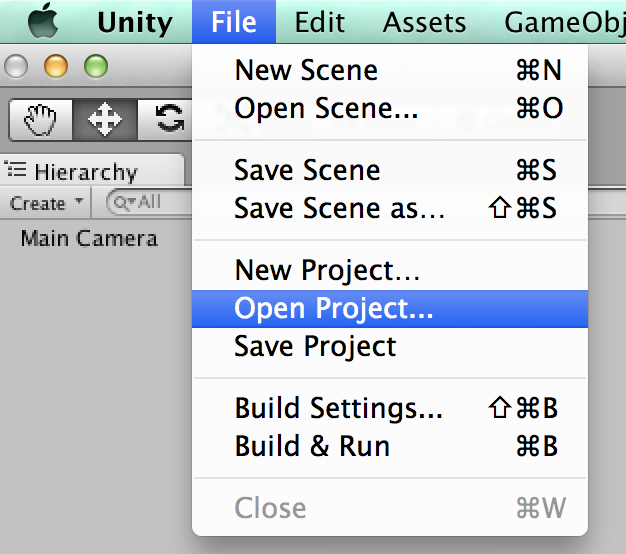 Unity File Edit Assets GameObj
New Scene ⌘N
Open Scene... ⌘O
Hierarchy
Save Scene ⌘S
Create All
Save Scene as... ⇧⌘S
Main Camera
New Project...
Open Project...
Save Project
Build Settings... ⇧⌘B
Build & Run ⌘B
Close ⌘W